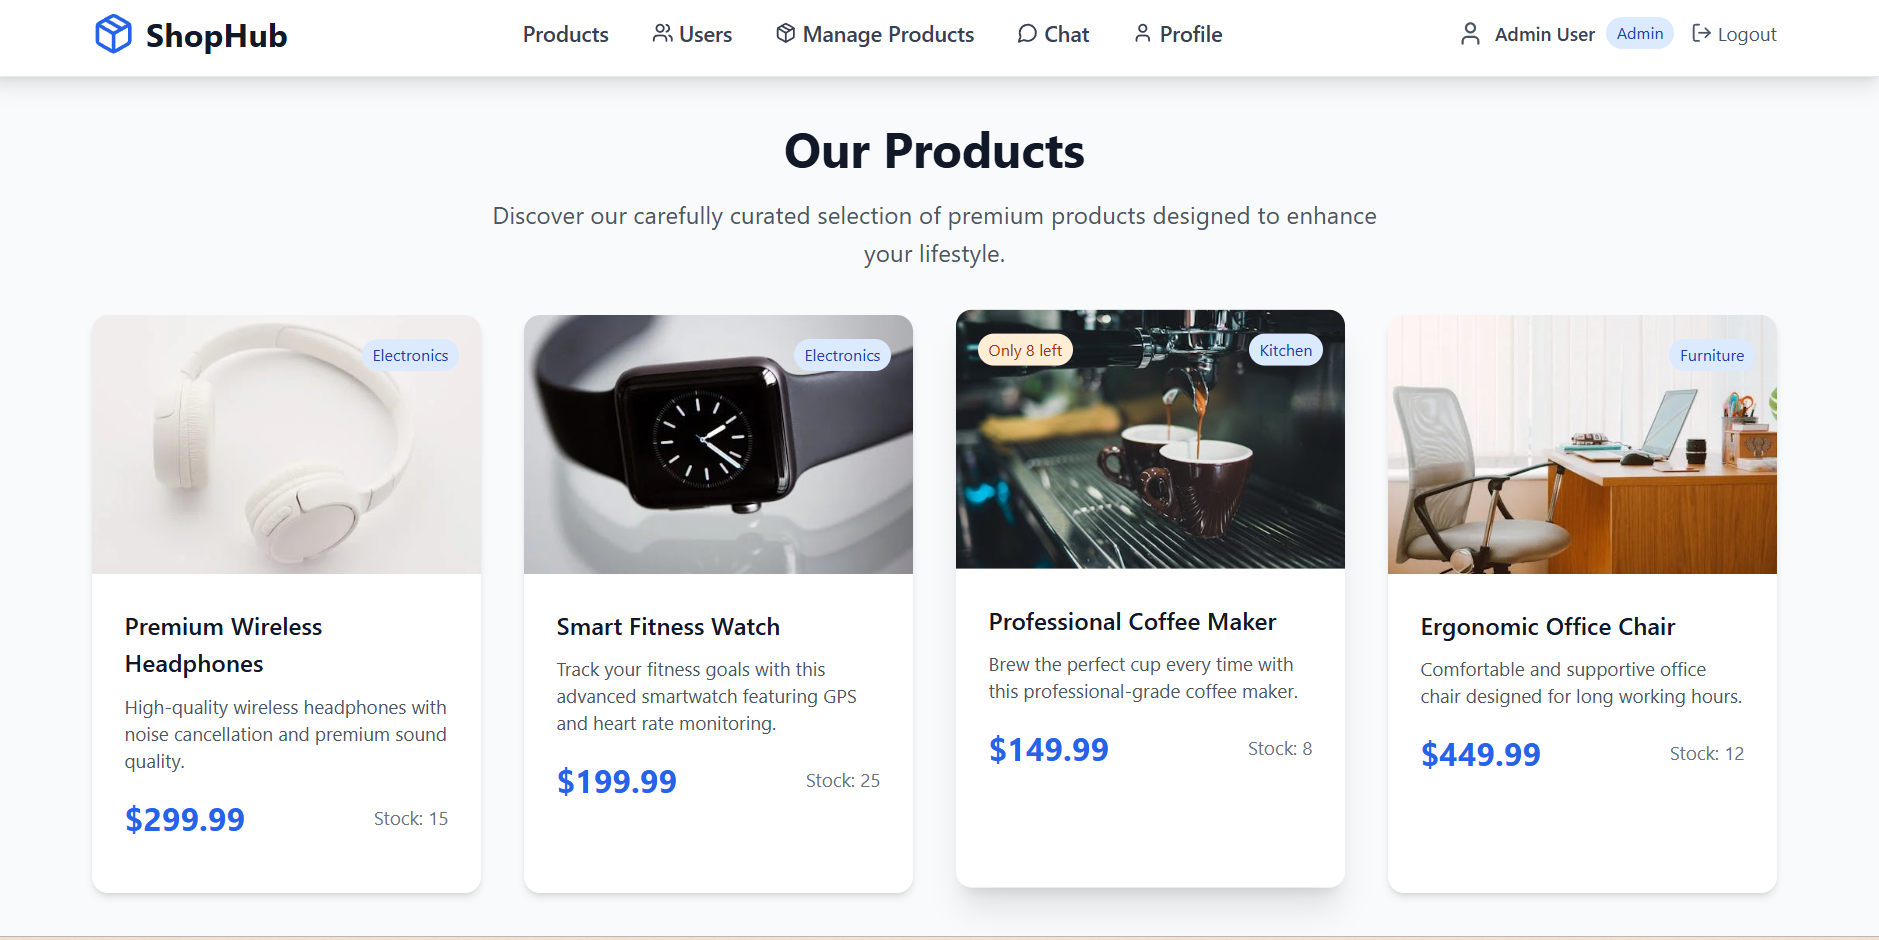 ShopHub
Products
Users
Manage Products
Chat
Profile
Admin User
Admin
Logout
Our Products
Discover our carefully curated selection of premium products designed to enhance
your lifestyle.
Electronics
Premium Wireless
Headphones
High-quality wireless headphones with
noise cancellation and premium sound
quality.
$299.99
Stock: 15
Electronics
Smart Fitness Watch
Track your fitness goals with this
advanced smartwatch featuring GPS
and heart rate monitoring.
$199.99
Stock: 25
Only 8 left
Kitchen
Professional Coffee Maker
Brew the perfect cup every time with
this professional-grade coffee maker.
$149.99
Stock: 8
Furniture
Ergonomic Office Chair
Comfortable and supportive office
chair designed for long working hours.
$449.99
Stock: 12